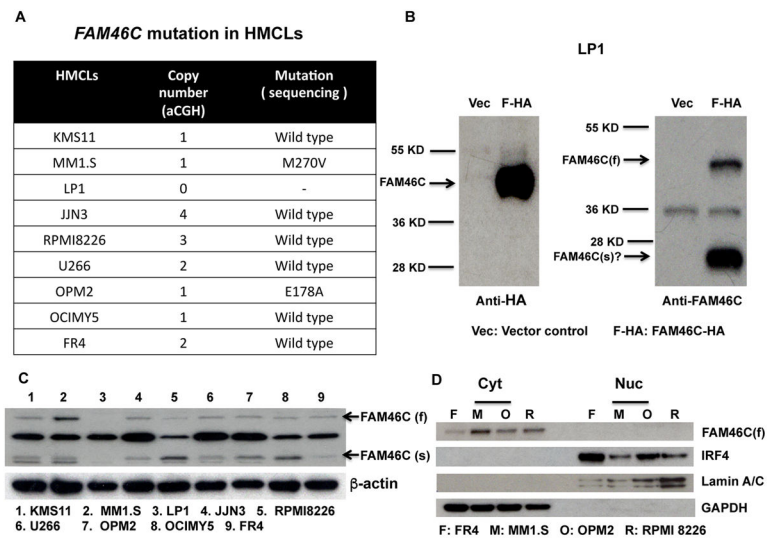 A
FAM46C mutation in HMCLs
HMCLs Copy number (aCGH) Mutation ( sequencing )
KMS11 1 Wild type
MM1.S 1 M270V
LP1 0 -
JJN3 4 Wild type
RPMI8226 3 Wild type
U266 2 Wild type
OPM2 1 E178A
OCIMY5 1 Wild type
FR4 2 Wild type
B
LP1
Vec F-HA
55 KD
FAM46C
36 KD
28 KD
Anti-HA
Vec F-HA
55 KD
FAM46C(f)
36 KD
28 KD
FAM46C(s)?
Anti-FAM46C
Vec: Vector control F-HA: FAM46C-HA
C
1 2 3 4 5 6 7 8 9
FAM46C (f)
FAM46C (s)
β-actin
1. KMS11 2. MM1.S 3. LP1 4. JJN3 5. RPMI8226
6. U266 7. OPM2 8. OCIMY5 9. FR4
D
Cyt Nuc
F M O R F M O R
FAM46C(f)
IRF4
Lamin A/C
GAPDH
F: FR4 M: MM1.S O: OPM2 R: RPMI 8226